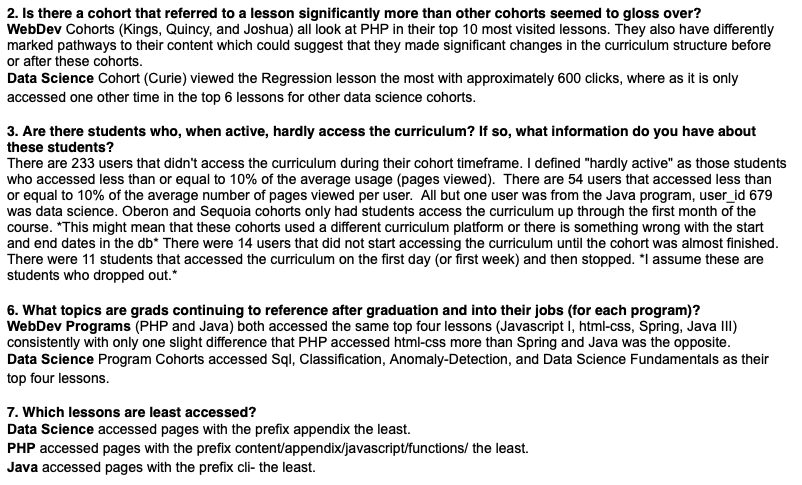 2. Is there a cohort that referred to a lesson significantly more than other cohorts seemed to gloss over?
WebDev Cohorts (Kings, Quincy, and Joshua) all look at PHP in their top 10 most visited lessons. They also have differently
marked pathways to their content which could suggest that they made significant changes in the curriculum structure before
or after these cohorts.
Data Science Cohort (Curie) viewed the Regression lesson the most with approximately 600 clicks, where as it is only
accessed one other time in the top 6 lessons for other data science cohorts.
3. Are there students who, when active, hardly access the curriculum? If so, what information do you have about
these students?
There are 233 users that didn't access the curriculum during their cohort timeframe. I defined "hardly active" as those students
who accessed less than or equal to 10% of the average usage (pages viewed).  There are 54 users that accessed less than
or equal to 10% of the average number of pages viewed per user.  All but one user was from the Java program, user_id 679
was data science. Oberon and Sequoia cohorts only had students access the curriculum up through the first month of the
course. *This might mean that these cohorts used a different curriculum platform or there is something wrong with the start
and end dates in the db* There were 14 users that did not start accessing the curriculum until the cohort was almost finished.
There were 11 students that accessed the curriculum on the first day (or first week) and then stopped. *I assume these are
students who dropped out.*
6. What topics are grads continuing to reference after graduation and into their jobs (for each program)?
WebDev Programs (PHP and Java) both accessed the same top four lessons (Javascript I, html-css, Spring, Java III)
consistently with only one slight difference that PHP accessed html-css more than Spring and Java was the opposite.
Data Science Program Cohorts accessed Sql, Classification, Anomaly-Detection, and Data Science Fundamentals as their
top four lessons.
7. Which lessons are least accessed?
Data Science accessed pages with the prefix appendix the least.
PHP accessed pages with the prefix content/appendix/javascript/functions/ the least.
Java accessed pages with the prefix cli- the least.